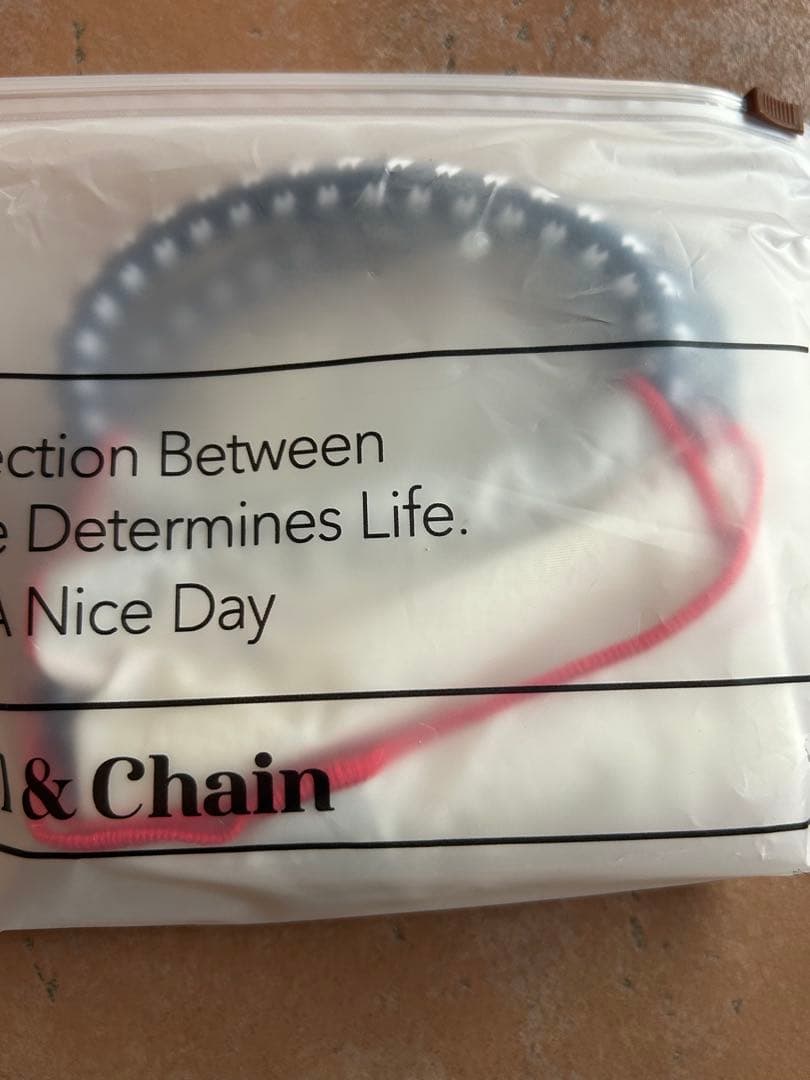 ection Between
e Determines Life.
A Nice Day
& Chain